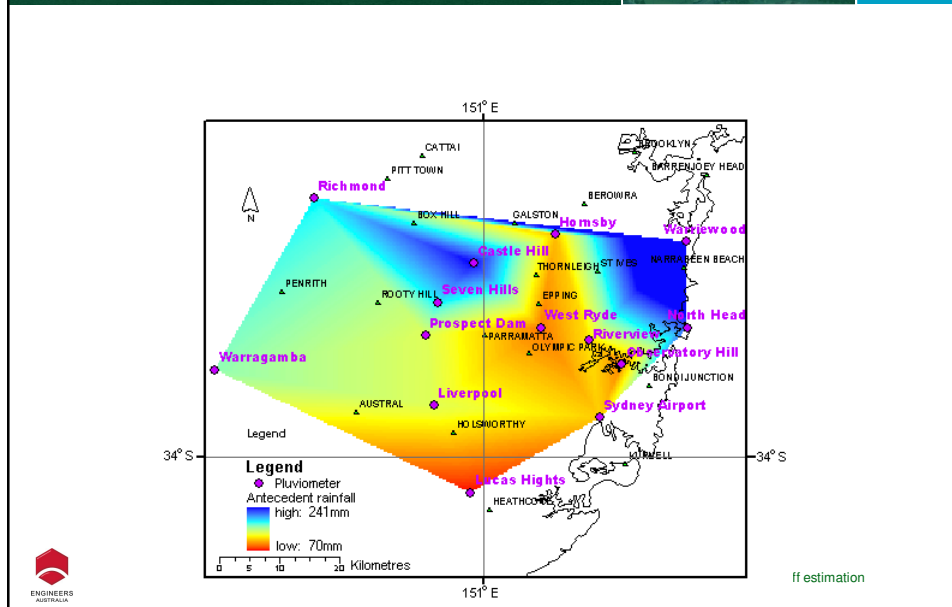 151° E
CATTAI
BROOKLYN
PITT TOWN
BARRENJOEY HEAD
Richmond
BEROWRA
N
BOX HILL
GALSTON
Hornsby
Warriewood
Castle Hill
NARRABEEN BEACH
THORNLEIGH
ST IVES
PENRITH
Seven Hills
ROOTY HILL
EPPING
West Ryde
North Head
Prospect Dam
PARRAMATTA
Riverview
OLYMPIC PARK
Observatory Hill
Warragamba
BONDI JUNCTION
Liverpool
AUSTRAL
Sydney Airport
HOLSWORTHY
Legend
34° S
KURNELL
34° S
Legend
Pluviometer
Lucas Hights
Antecedent rainfall
high: 241mm
HEATHCOTE
low: 70mm
0 5 10 20 Kilometres
151° E
ENGINEERS
AUSTRALIA
ff estimation